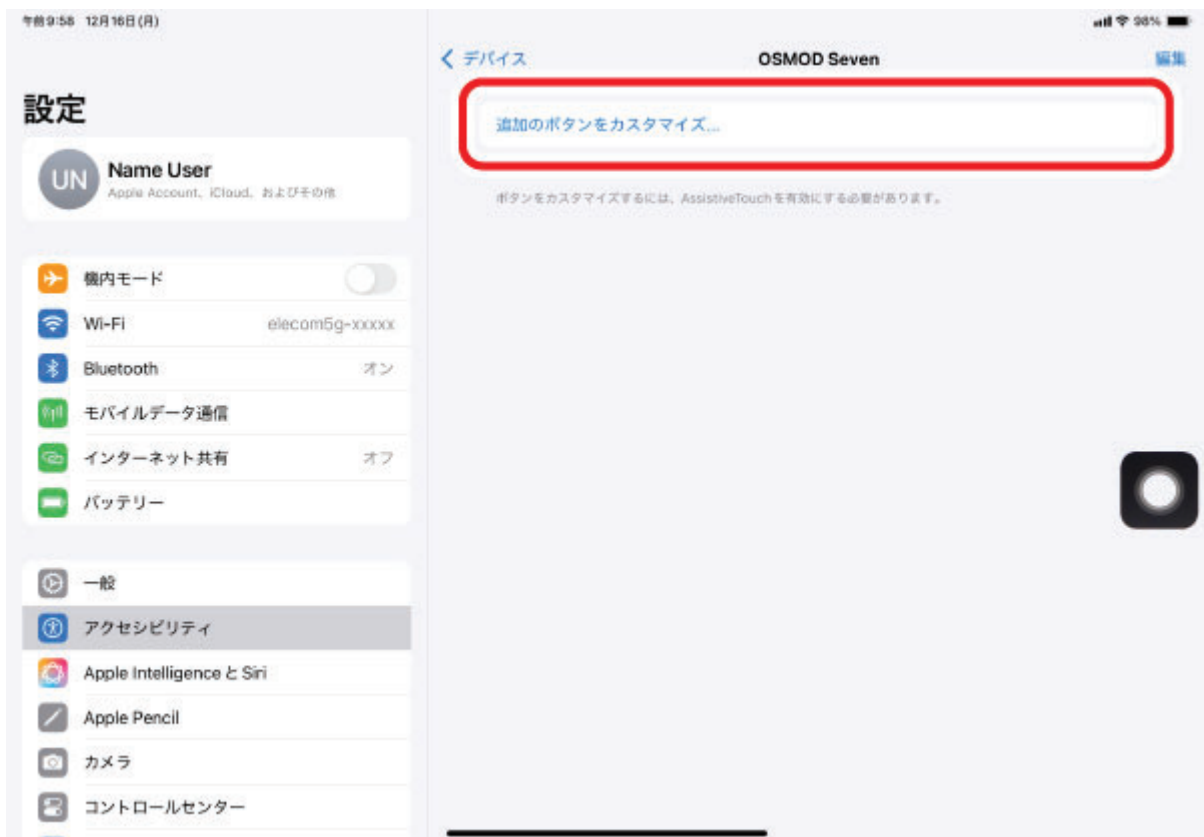 午前9:58 12月16日(月)
98%
デバイス
OSMOD Seven
編集
設定
追加のボタンをカスタマイズ...
UN
Name User
Apple Account、iCloud、およびその他
ボタンをカスタマイズするには、AssistiveTouchを有効にする必要があります。
機内モード
Wi-Fi
elecom5g-xxxxx
Bluetooth
オン
モバイルデータ通信
インターネット共有
オフ
バッテリー
一般
アクセシビリティ
Apple Intelligence と Siri
Apple Pencil
カメラ
コントロールセンター